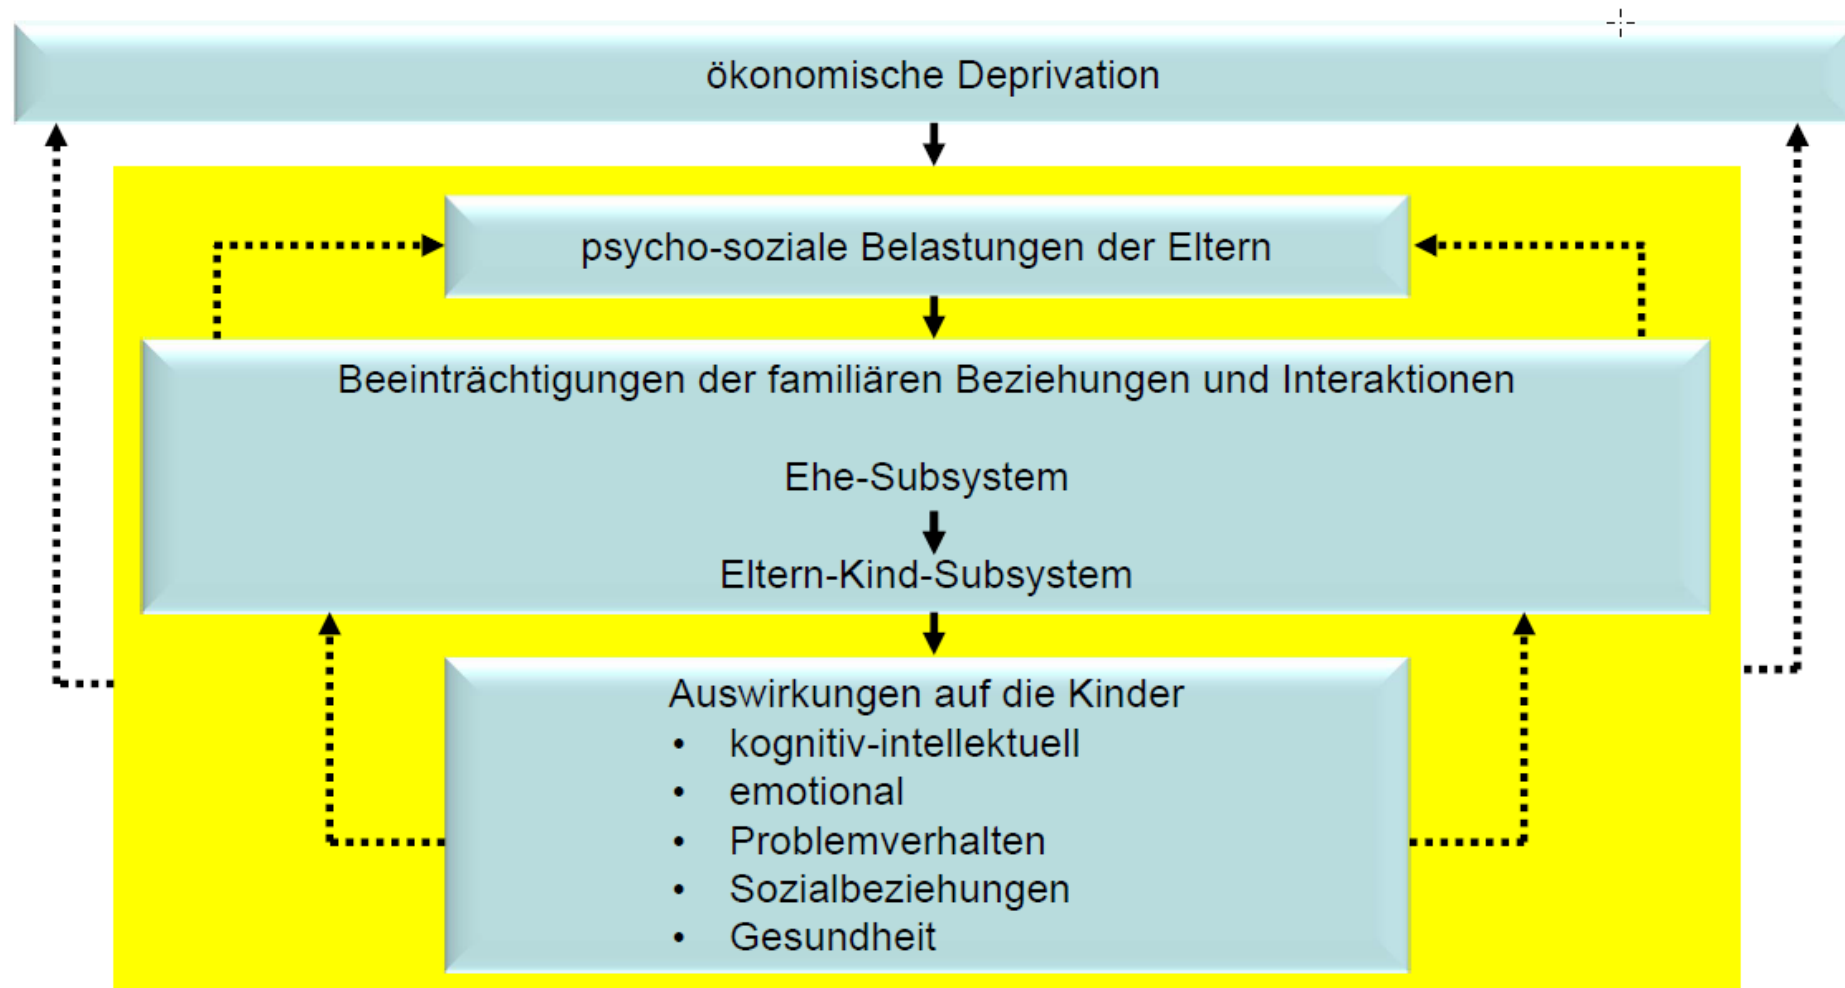 ökonomische Deprivation
psycho-soziale Belastungen der Eltern
Beeinträchtigungen der familiären Beziehungen und Interaktionen
Ehe-Subsystem
Eltern-Kind-Subsystem
Auswirkungen auf die Kinder
• kognitiv-intellektuell
• emotional
• Problemverhalten
• Sozialbeziehungen
• Gesundheit